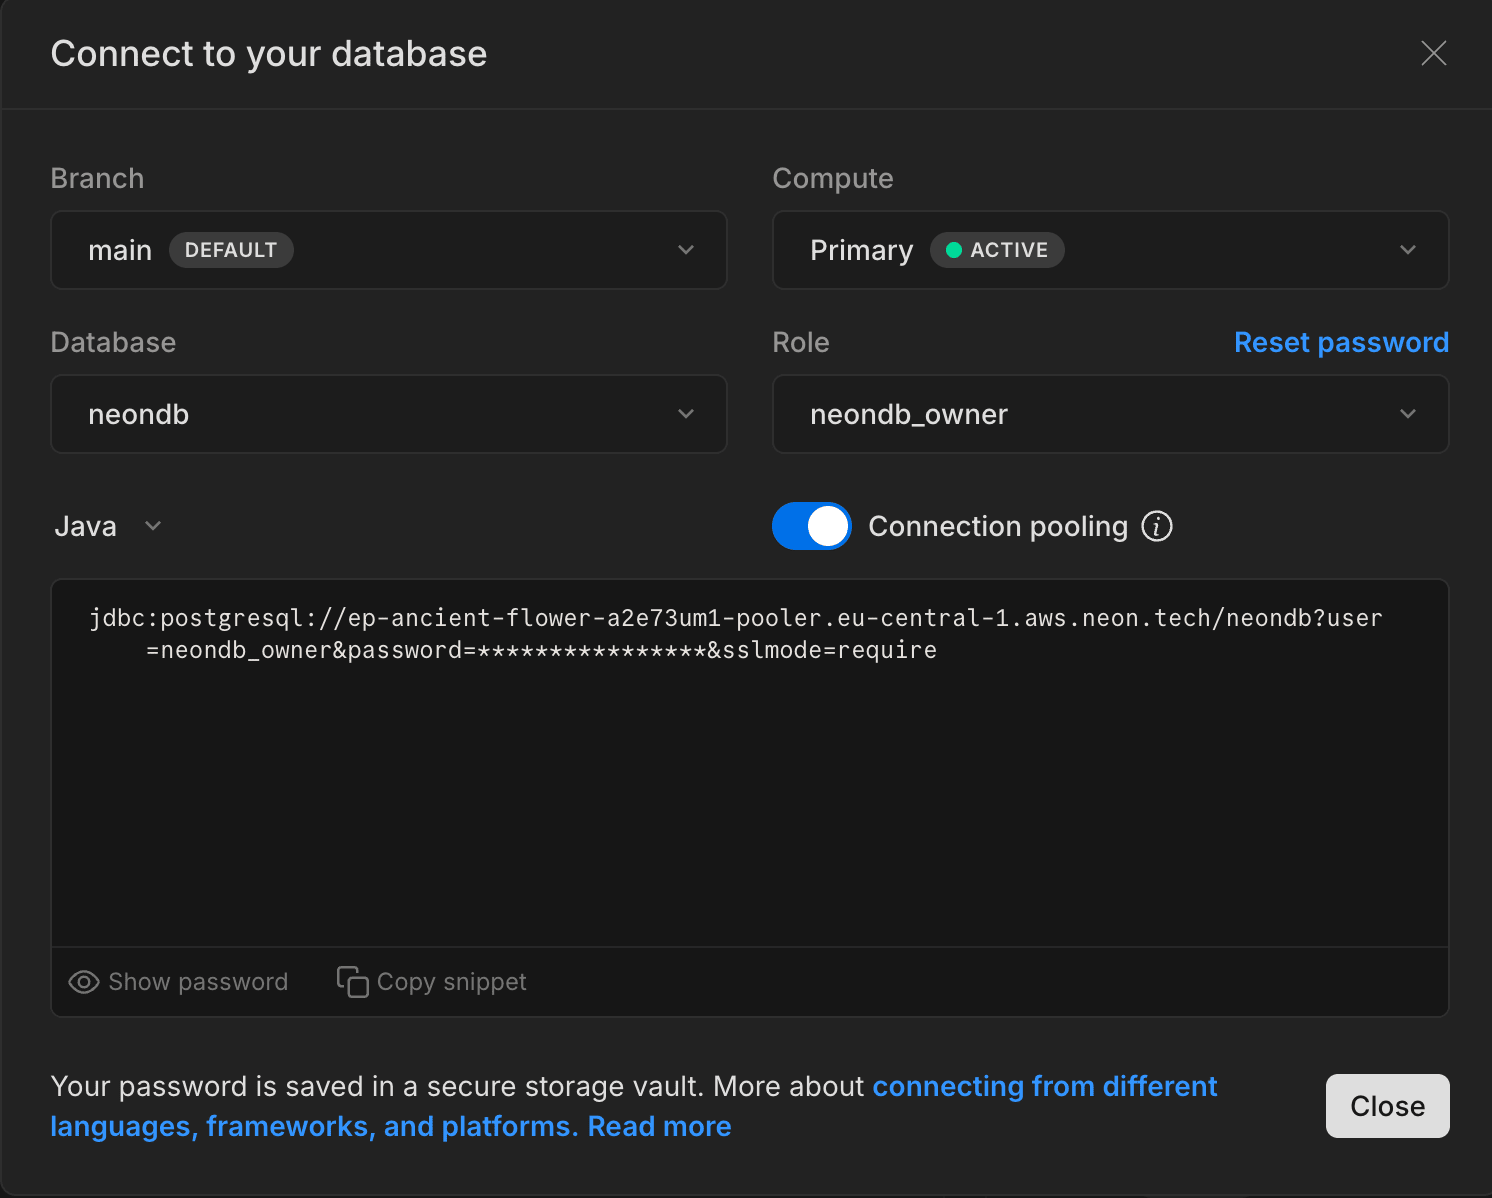 Connect to your database
Branch
Compute
main DEFAULT
Primary ACTIVE
Database
Role
Reset password
neondb
neondb_owner
Java
Connection pooling
jdbc:postgresql://ep-ancient-flower-a2e73um1-pooler.eu-central-1.aws.neon.tech/neondb?user
=neondb_owner&password=****************&sslmode=require
Show password
Copy snippet
Your password is saved in a secure storage vault. More about connecting from different
languages, frameworks, and platforms. Read more
Close